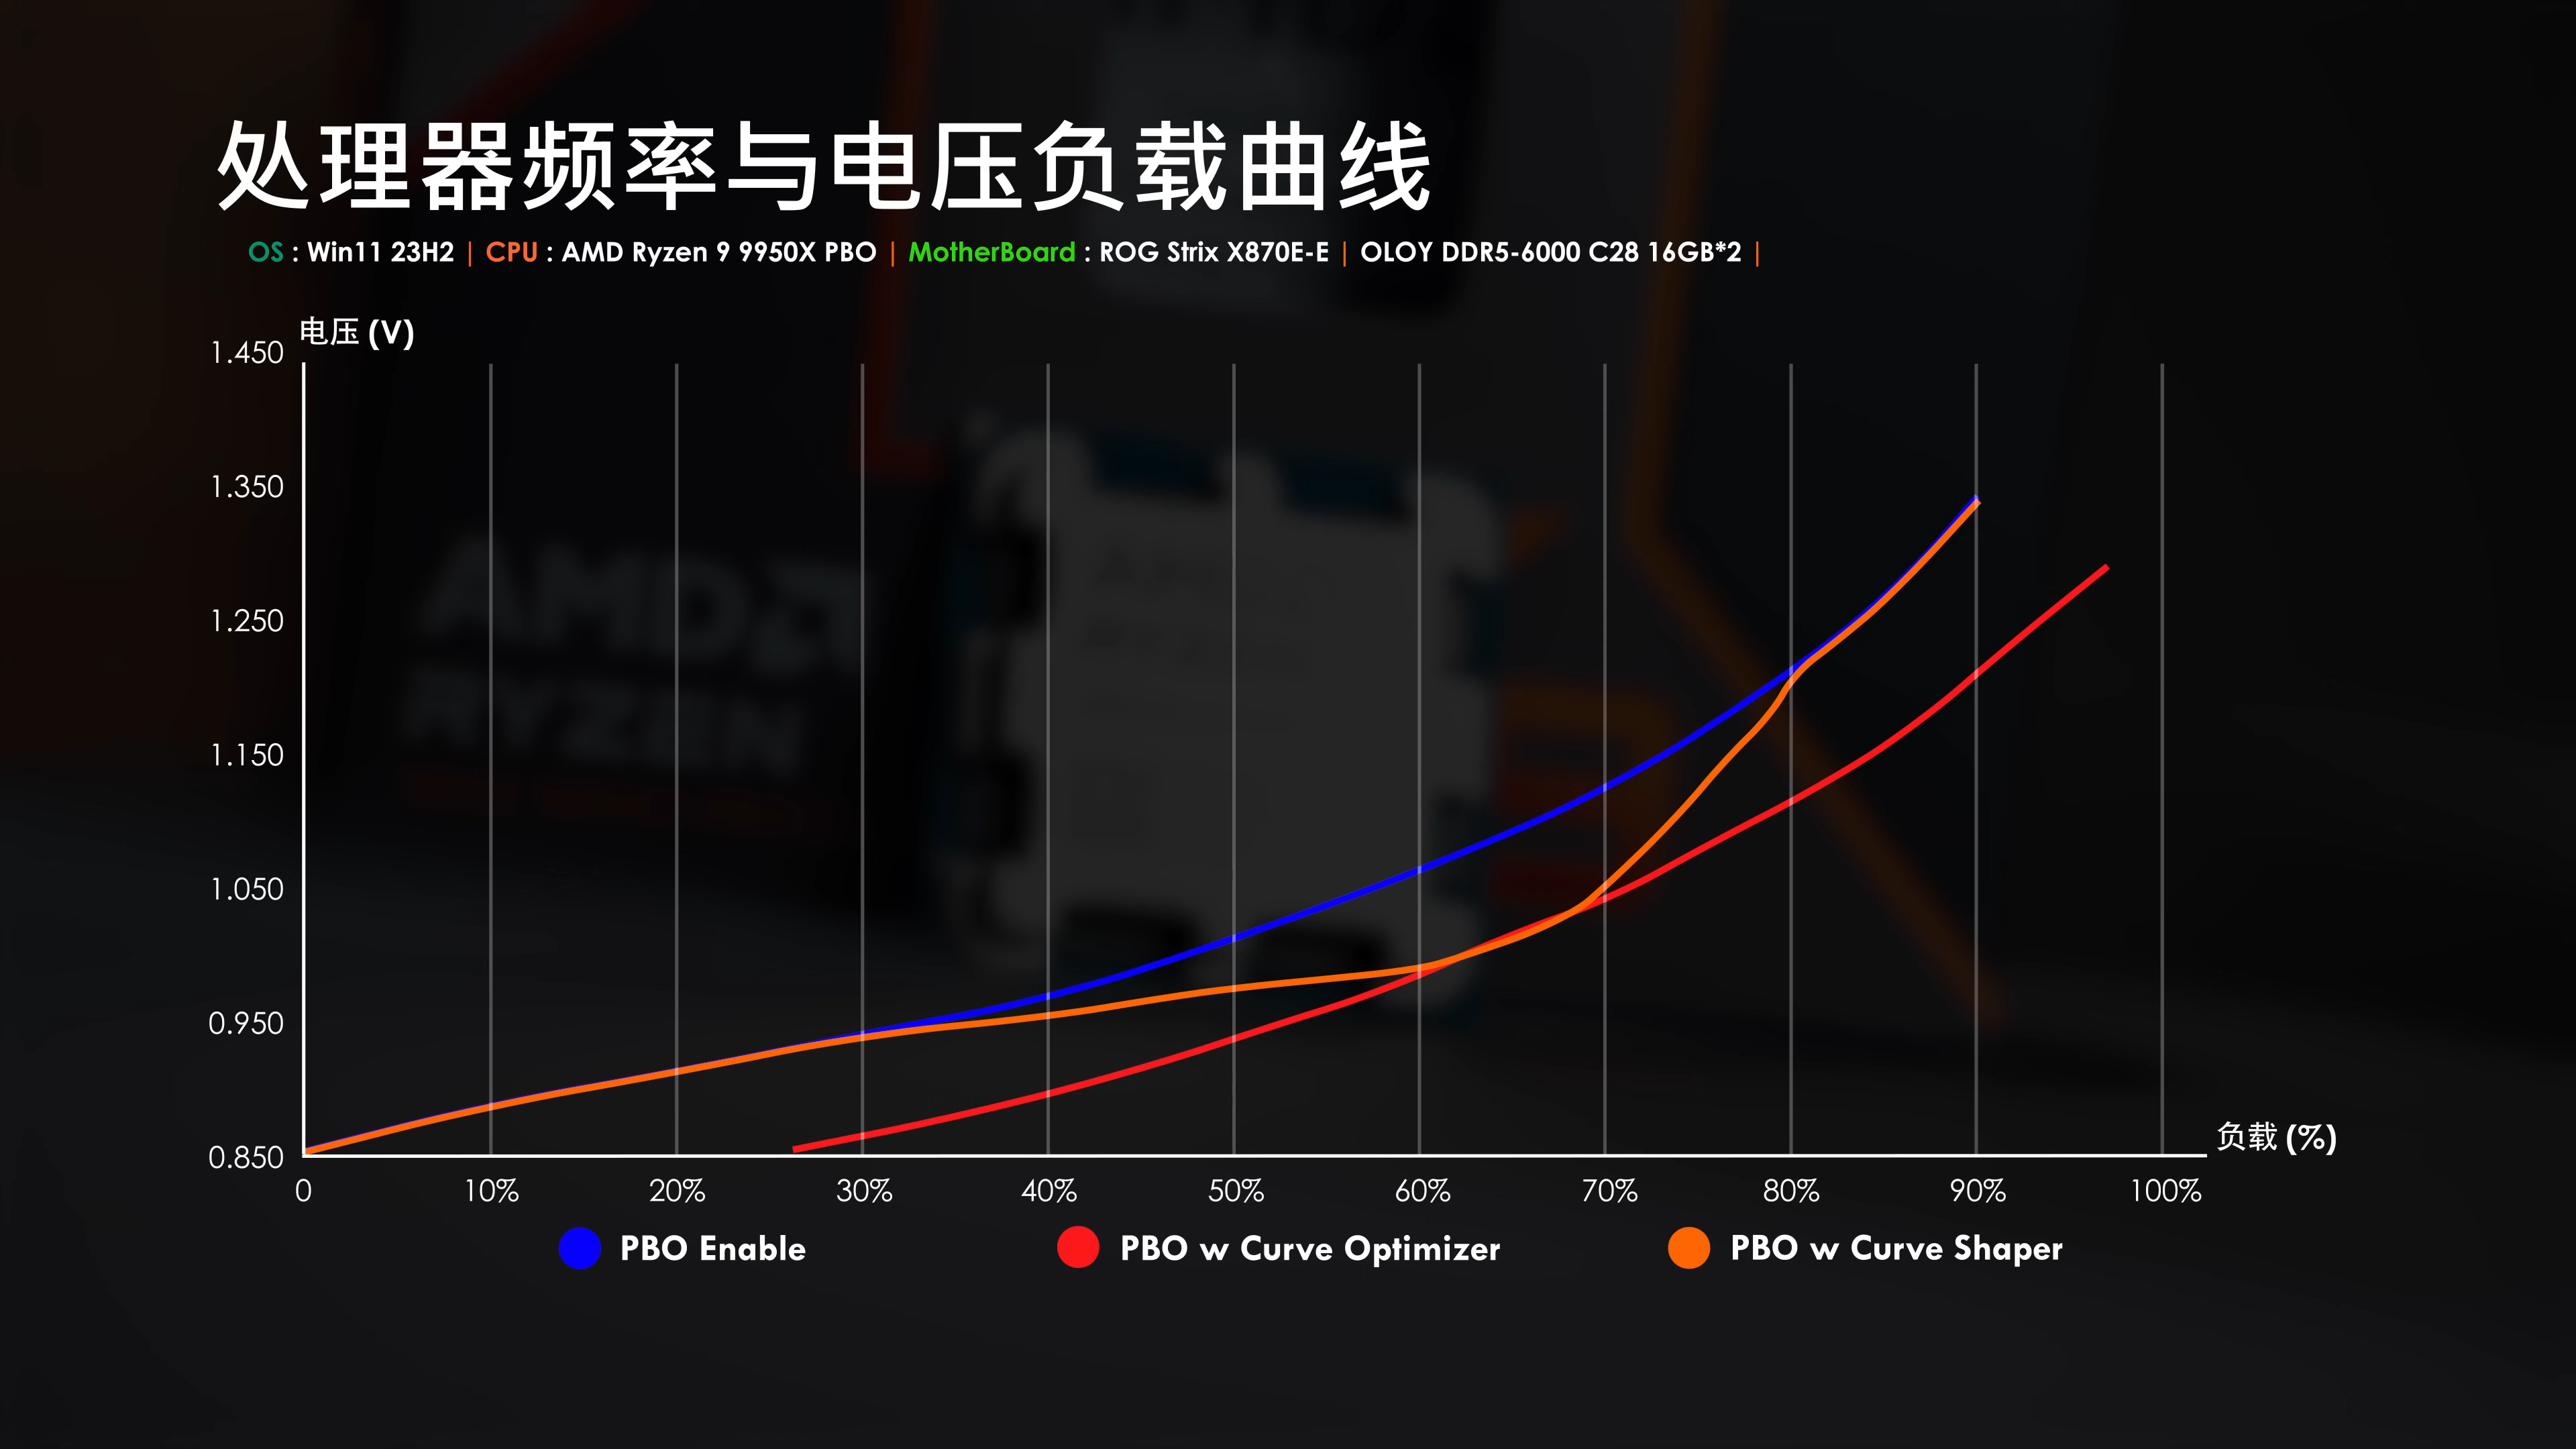 处理器频率与电压负载曲线
OS : Win11 23H2 | CPU : AMD Ryzen 9 9950X PBO | MotherBoard : ROG Strix X870E-E | OLOY DDR5-6000 C28 16GB*2 |
电压 (V)
1.450
1.350
1.250
1.150
1.050
0.950
0.850
AMD
RYZEN
负载 (%)
0 10% 20% 30% 40% 50% 60% 70% 80% 90% 100%
PBO Enable PBO w Curve Optimizer PBO w Curve Shaper